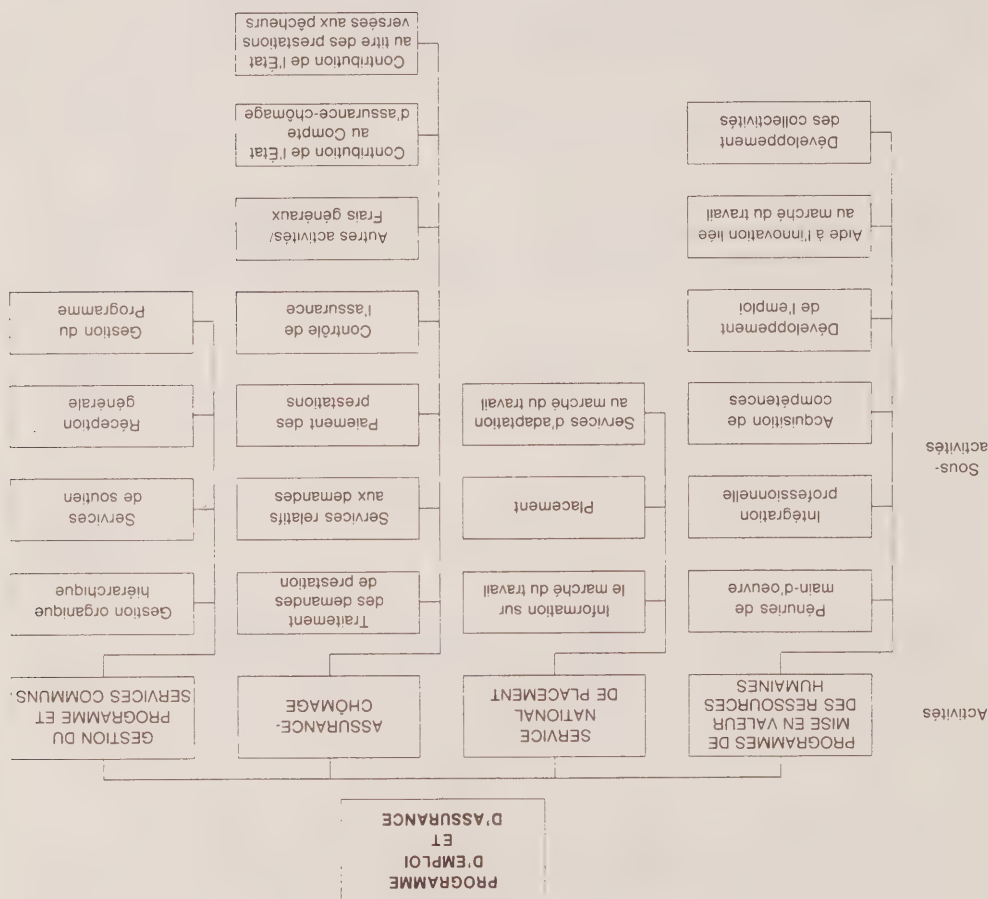 PROGRAMME
D'EMPLOI
ET
D'ASSURANCE
Activités
PROGRAMMES DE
MISE EN VALEUR
DES RESSOURCES
HUMAINES
SERVICE
NATIONAL
DE PLACEMENT
ASSURANCE-
CHÔMAGE
GESTION DU
PROGRAMME ET
SERVICES COMMUNS
Sous-
activités
Pénuries de
main-d'oeuvre
Intégration
professionnelle
Acquisition de
compétences
Développement
de l'emploi
Aide à l'innovation liée
au marché du travail
Développement
des collectivités
Information sur
le marché du travail
Placement
Services d'adaptation
au marché du travail
Traitement
des demandes
de prestation
Services relatifs
aux demandes
Paiement des
prestations
Contrôle de
l'assurance
Autres activités/
Frais généraux
Contribution de l'État
au Compte
d'assurance-chômage
Contribution de l'État
au titre des prestations
versées aux pêcheurs
Gestion organique
hiérarchique
Services
de soutien
Réception
générale
Gestion du
Programme